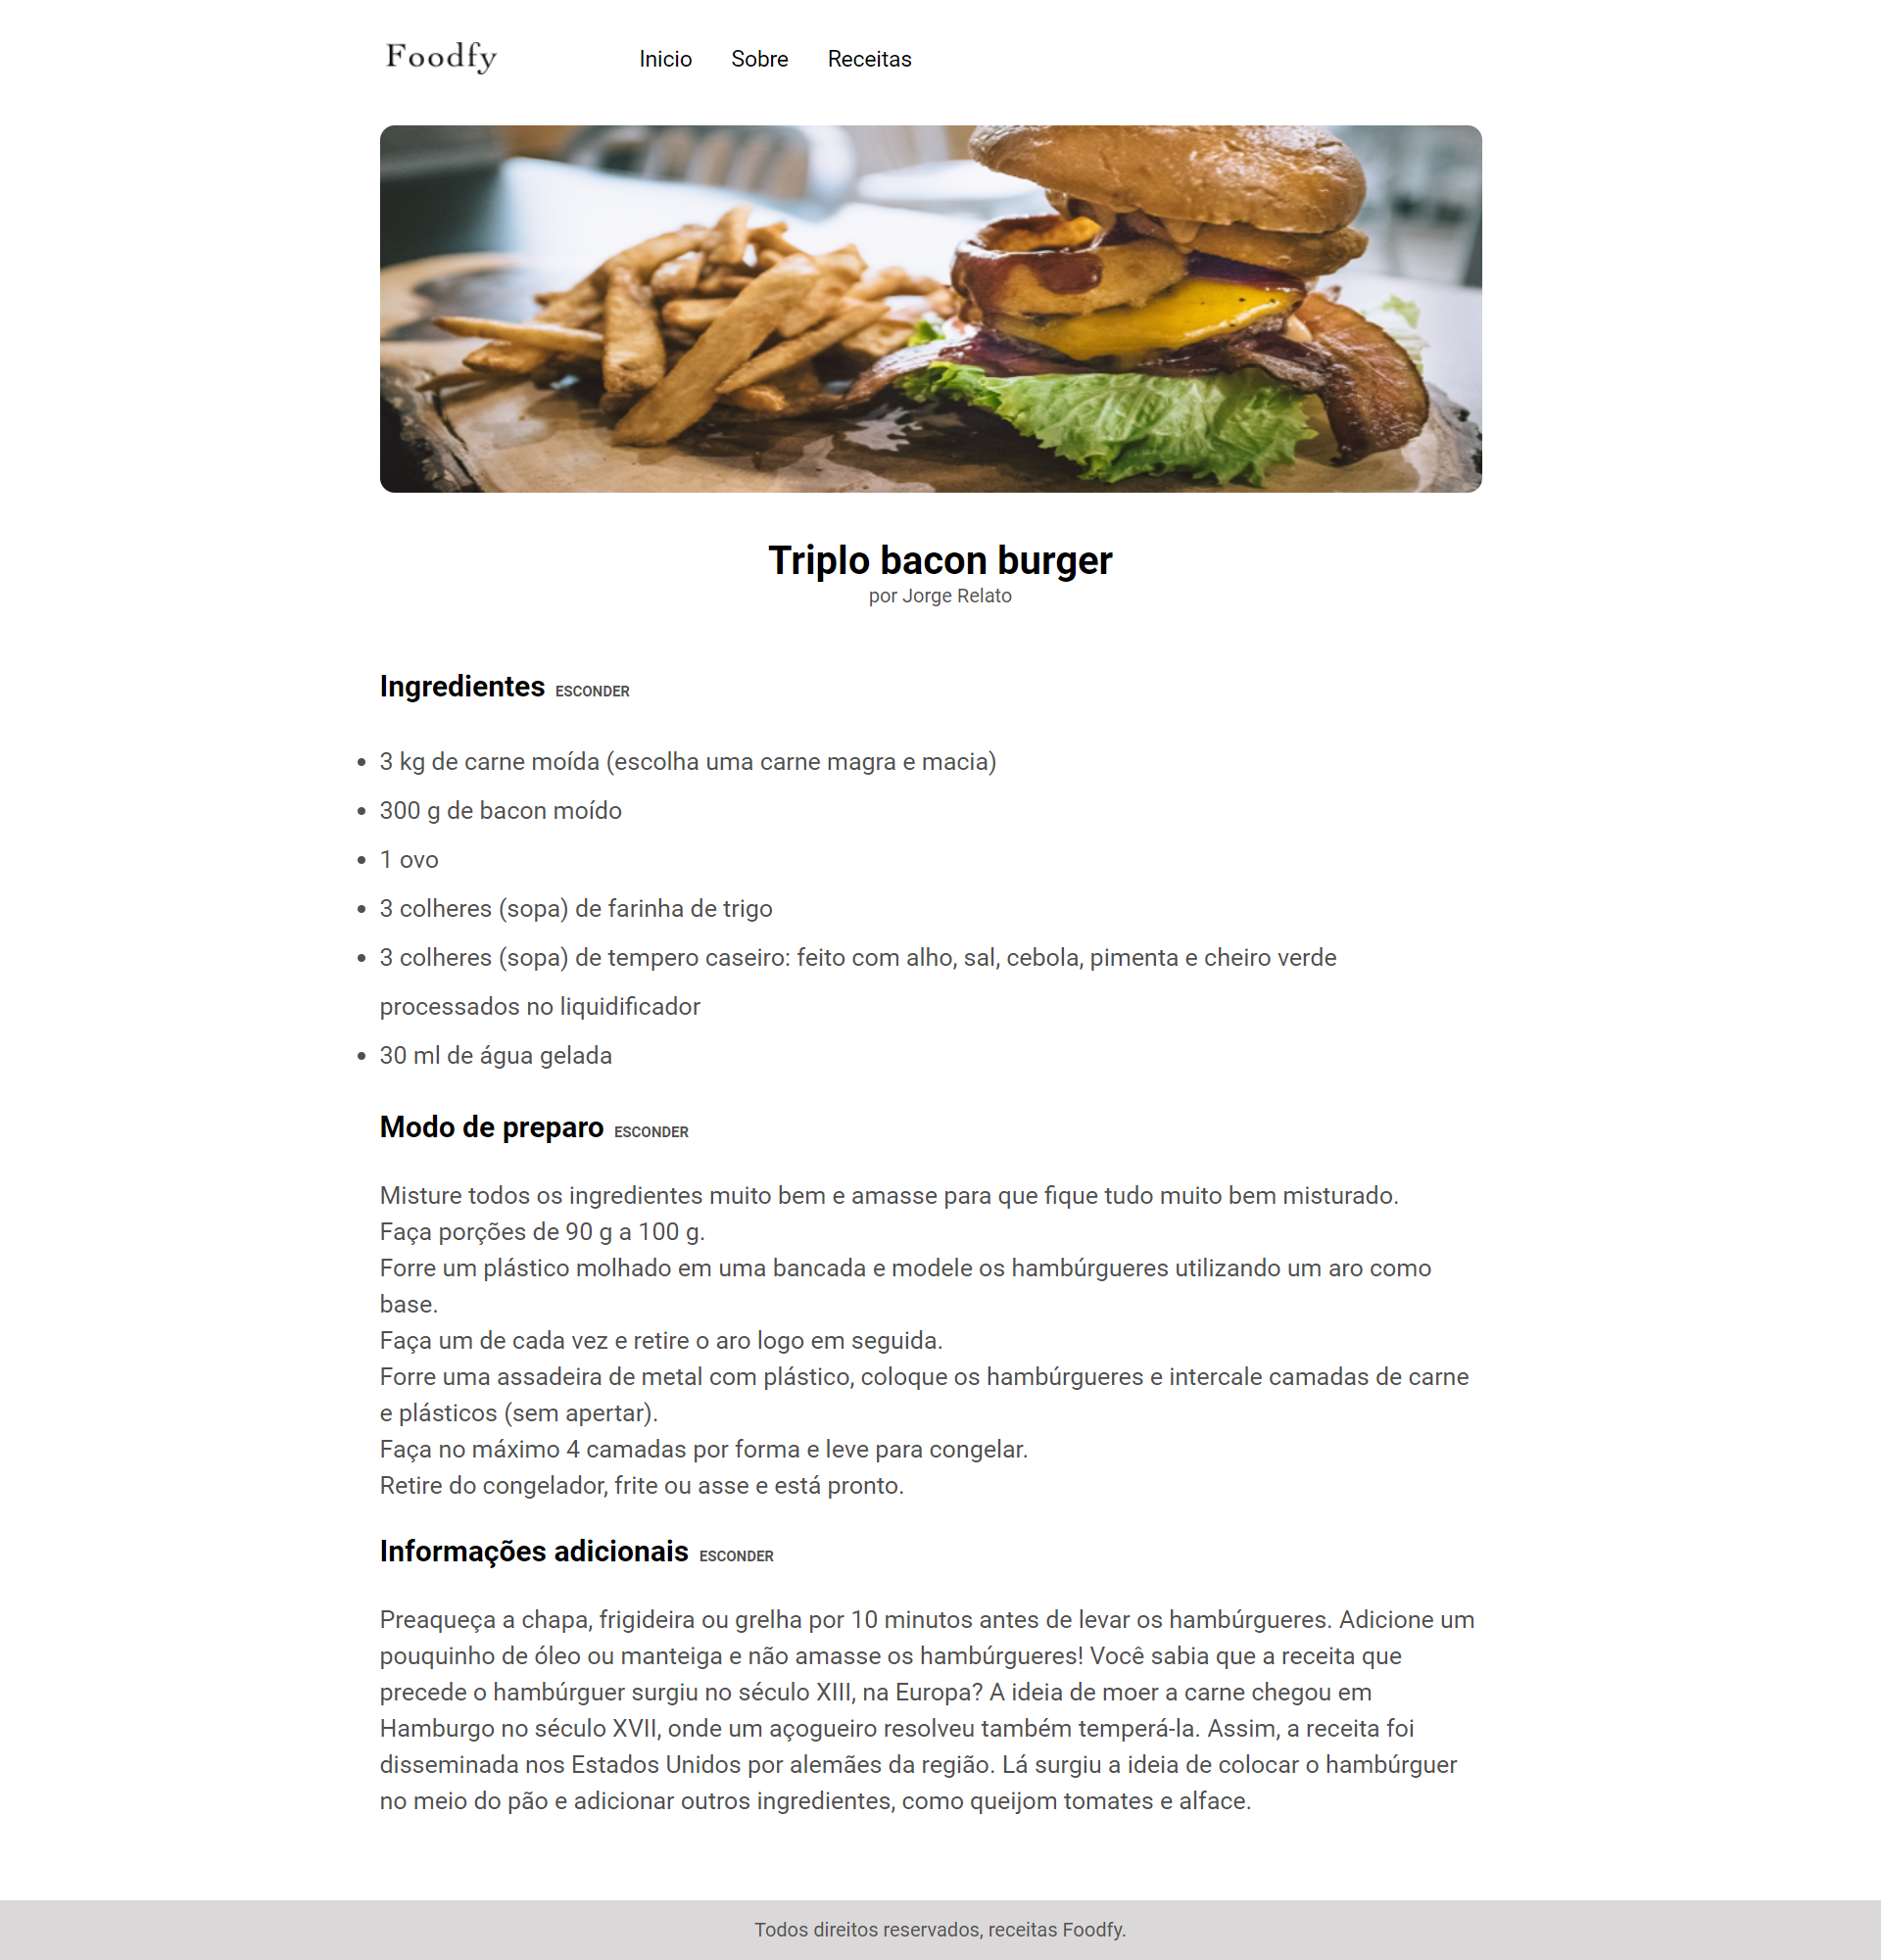 Foodfy
Inicio Sobre Receitas
Triplo bacon burger
por Jorge Relato
Ingredientes ESCONDER
3 kg de carne moída (escolha uma carne magra e macia)
300 g de bacon moído
1 ovo
3 colheres (sopa) de farinha de trigo
3 colheres (sopa) de tempero caseiro: feito com alho, sal, cebola, pimenta e cheiro verde
processados no liquidificador
30 ml de água gelada
Modo de preparo ESCONDER
Misture todos os ingredientes muito bem e amasse para que fique tudo muito bem misturado.
Faça porções de 90 g a 100 g.
Forre um plástico molhado em uma bancada e modele os hambúrgueres utilizando um aro como
base.
Faça um de cada vez e retire o aro logo em seguida.
Forre uma assadeira de metal com plástico, coloque os hambúrgueres e intercale camadas de carne
e plásticos (sem apertar).
Faça no máximo 4 camadas por forma e leve para congelar.
Retire do congelador, frite ou asse e está pronto.
Informações adicionais ESCONDER
Preaqueça a chapa, frigideira ou grelha por 10 minutos antes de levar os hambúrgueres. Adicione um
pouquinho de óleo ou manteiga e não amasse os hambúrgueres! Você sabia que a receita que
precede o hambúrguer surgiu no século XIII, na Europa? A ideia de moer a carne chegou em
Hamburgo no século XVII, onde um açogueiro resolveu também temperá-la. Assim, a receita foi
disseminada nos Estados Unidos por alemães da região. Lá surgiu a ideia de colocar o hambúrguer
no meio do pão e adicionar outros ingredientes, como queijom tomates e alface.
Todos direitos reservados, receitas Foodfy.